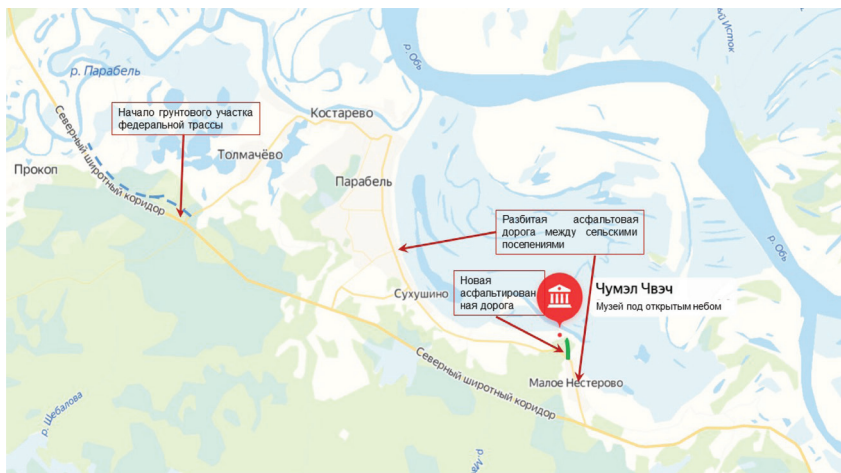 р. Обь
ный Исток
р. Парабель
Начало грунтового участка
федеральной трассы
Костарево
Северный широтный коридор
Толмачёво
Прокоп
Парабель
Разбитая асфальтовая
дорога между сельскими
поселениями
р. Обь
Новая
асфальтирован
ная дорога
Чумэл Чвэч
Музей под открытым небом
Сухушино
Северный широтный коридор
Малое Нестерово
р. Шебалова